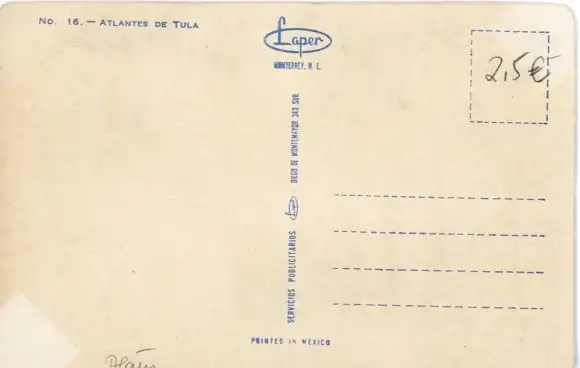 No. 16. — ATLANTES DE TULA
Laper
MONTERREY, N. L.
2,5€
SERVICIOS PUBLICITARIOS Laper DIEGO DE MONTEMAYOR 343 SUR
PRINTED IN MEXICO